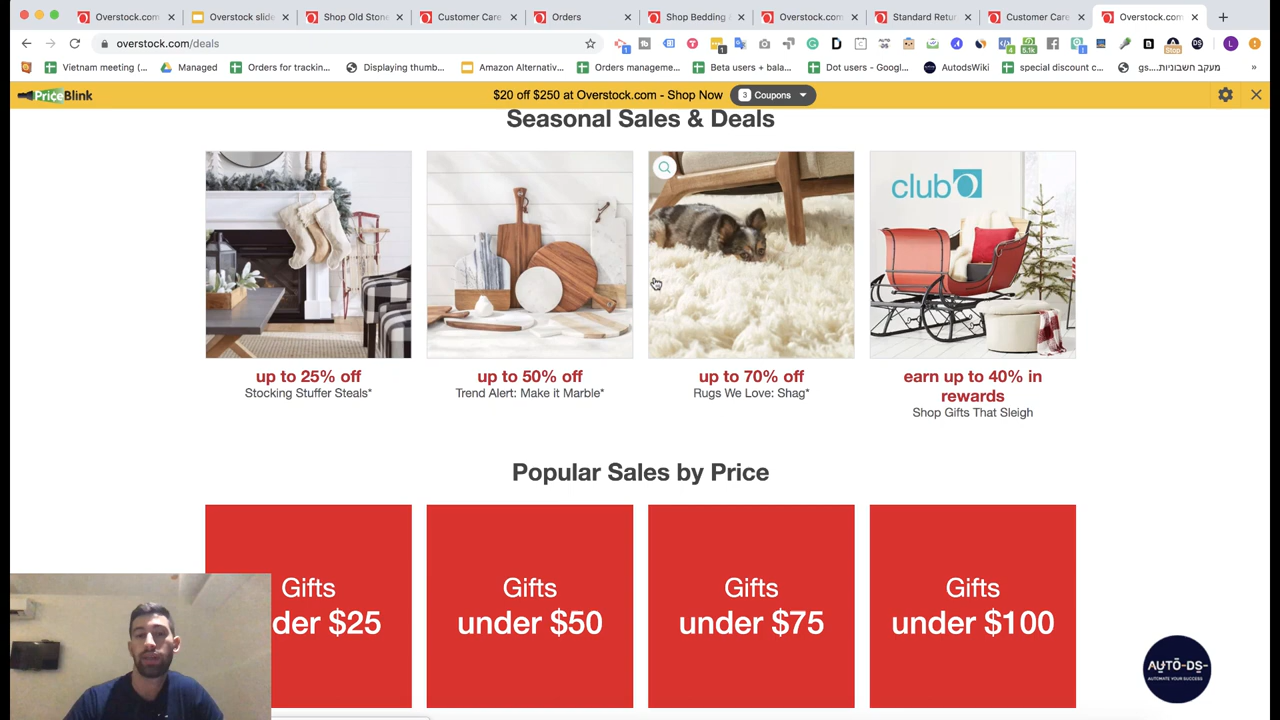 Overstock.com
Overstock slide
Shop Old Stone
Customer Care
Orders
Shop Bedding
Overstock.com
Standard Retur
Customer Care
Overstock.com
overstock.com/deals
Vietnam meeting (...
Managed
Orders for trackin...
Displaying thumb...
Amazon Alternativ...
Orders manageme...
Beta users + bala...
Dot users - Googl...
AutodsWiki
special discount c...
מעקב חשבוניות....gs
»
PriceBlink
$20 off $250 at Overstock.com - Shop Now
3 Coupons
Seasonal Sales & Deals
club O
up to 25% off
Stocking Stuffer Steals*
up to 50% off
Trend Alert: Make it Marble*
up to 70% off
Rugs We Love: Shag*
earn up to 40% in
rewards
Shop Gifts That Sleigh
Popular Sales by Price
Gifts
der $25
Gifts
under $50
Gifts
under $75
Gifts
under $100
AUTO-DS-
AUTOMATE YOUR SUCCESS